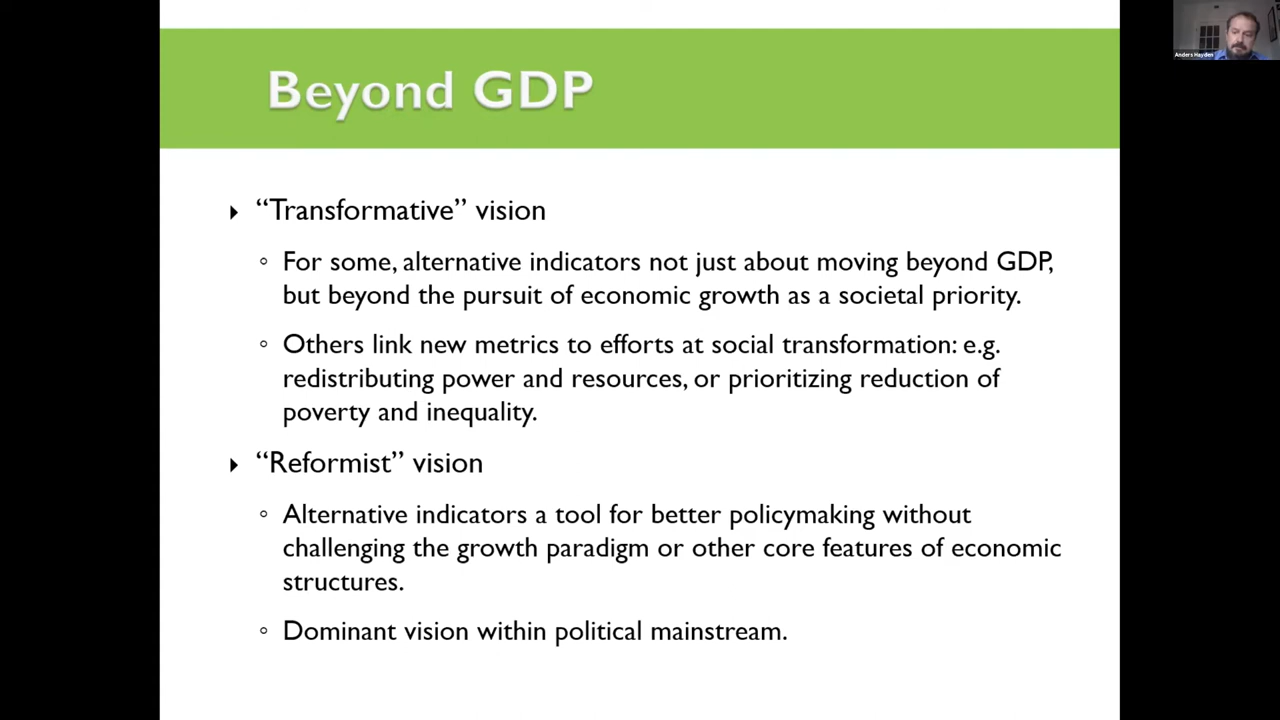 Beyond GDP
Anders Hayden
“Transformative” vision
For some, alternative indicators not just about moving beyond GDP,
but beyond the pursuit of economic growth as a societal priority.
Others link new metrics to efforts at social transformation: e.g.
redistributing power and resources, or prioritizing reduction of
poverty and inequality.
“Reformist” vision
Alternative indicators a tool for better policymaking without
challenging the growth paradigm or other core features of economic
structures.
Dominant vision within political mainstream.